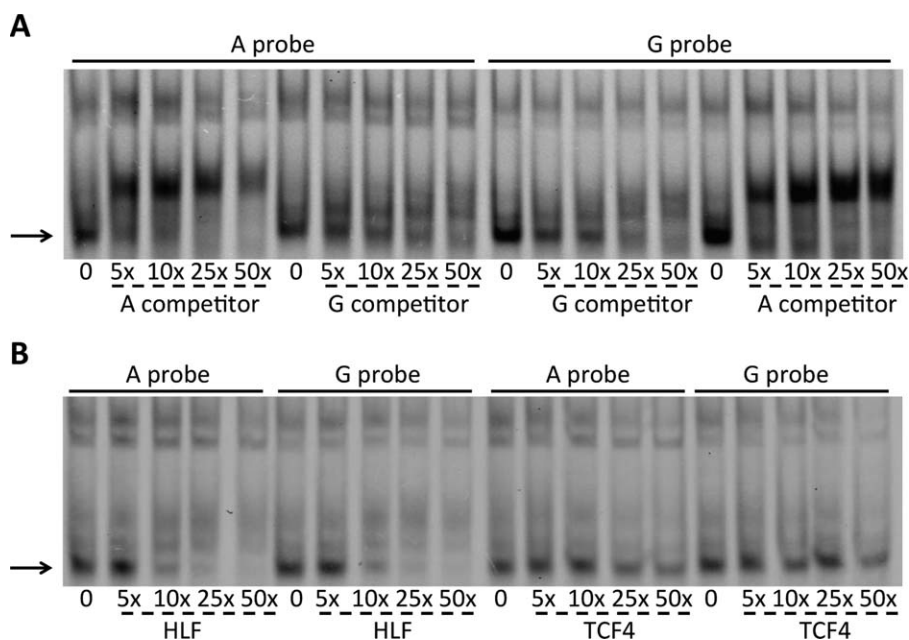 A
A probe G probe
0 5x 10x 25x 50x 0 5x 10x 25x 50x 0 5x 10x 25x 50x 0 5x 10x 25x 50x
A competitor G competitor G competitor A competitor
B
A probe G probe A probe G probe
0 5x 10x 25x 50x 0 5x 10x 25x 50x 0 5x 10x 25x 50x 0 5x 10x 25x 50x
HLF HLF TCF4 TCF4